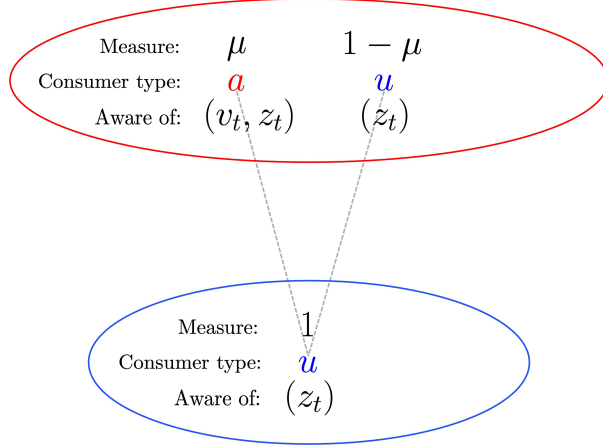 Measure: μ 1 − μ
Consumer type: a u
Aware of: (v_t, z_t) (z_t)
Measure: 1
Consumer type: u
Aware of: (z_t)